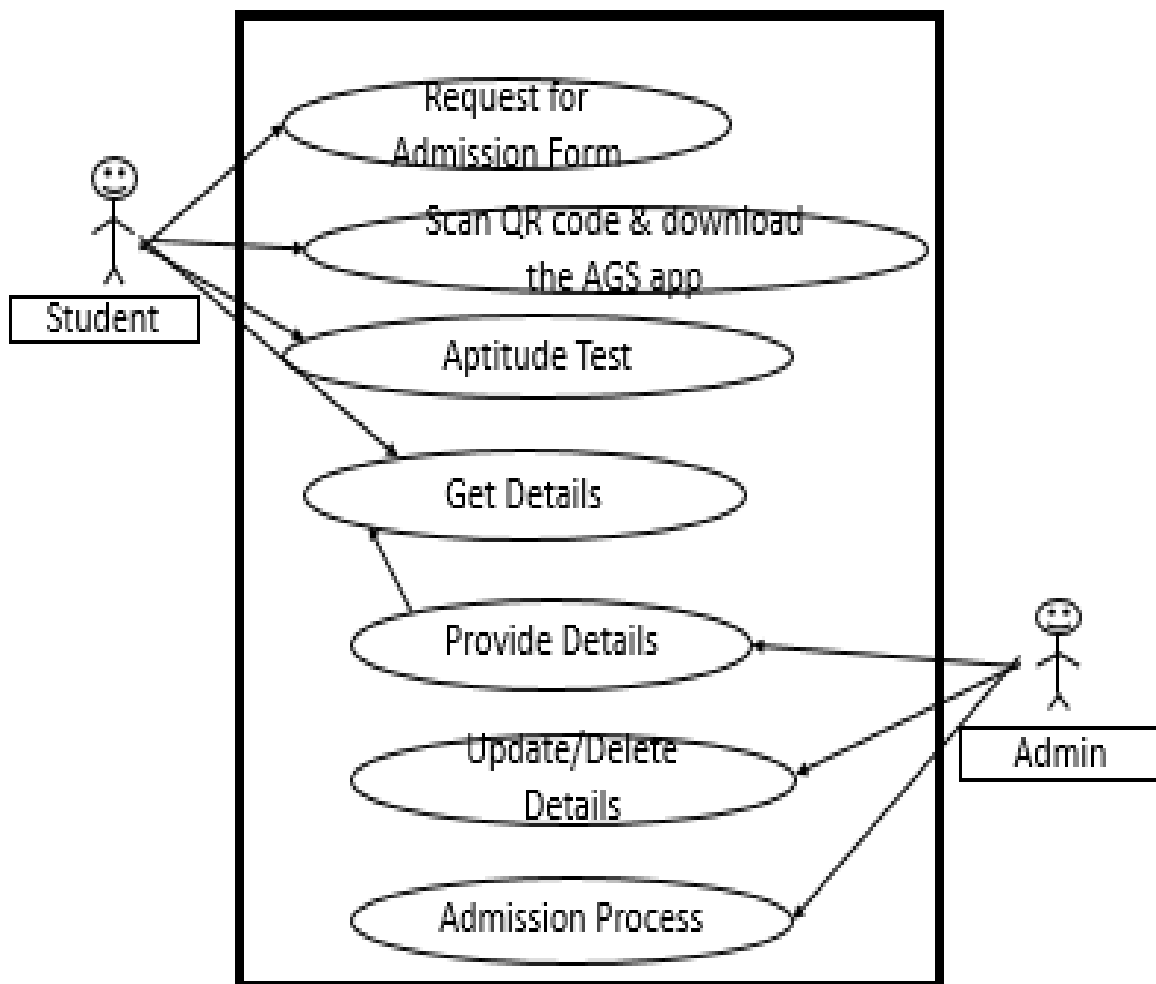 Request for
Admission Form
Scan QR code & download
the AGS app
Student
Aptitude Test
Get Details
Provide Details
Update/Delete
Details
Admin
Admission Process